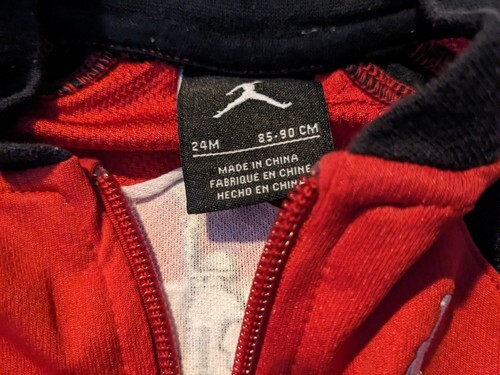 24M 85-90 CM
MADE IN CHINA
FABRIQUE EN CHINE
HECHO EN CHINA